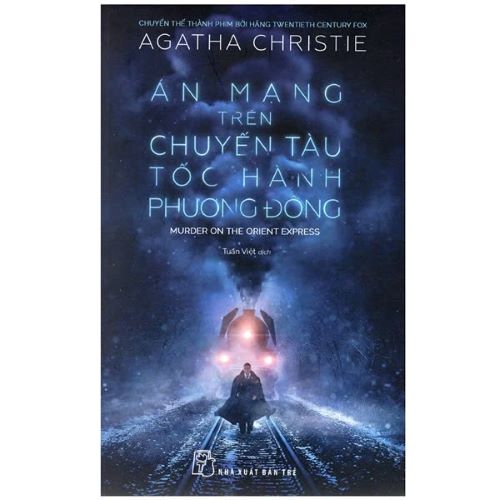 CHUYỂN THỂ THÀNH PHIM BỞI HÃNG TWENTIETH CENTURY FOX
AGATHA CHRISTIE
ÁN MẠNG
TRÊN
CHUYẾN TÀU
TỐC HÀNH
PHƯƠNG ĐÔNG
MURDER ON THE ORIENT EXPRESS
Tuấn Việt dịch
NHÀ XUẤT BẢN TRẺ